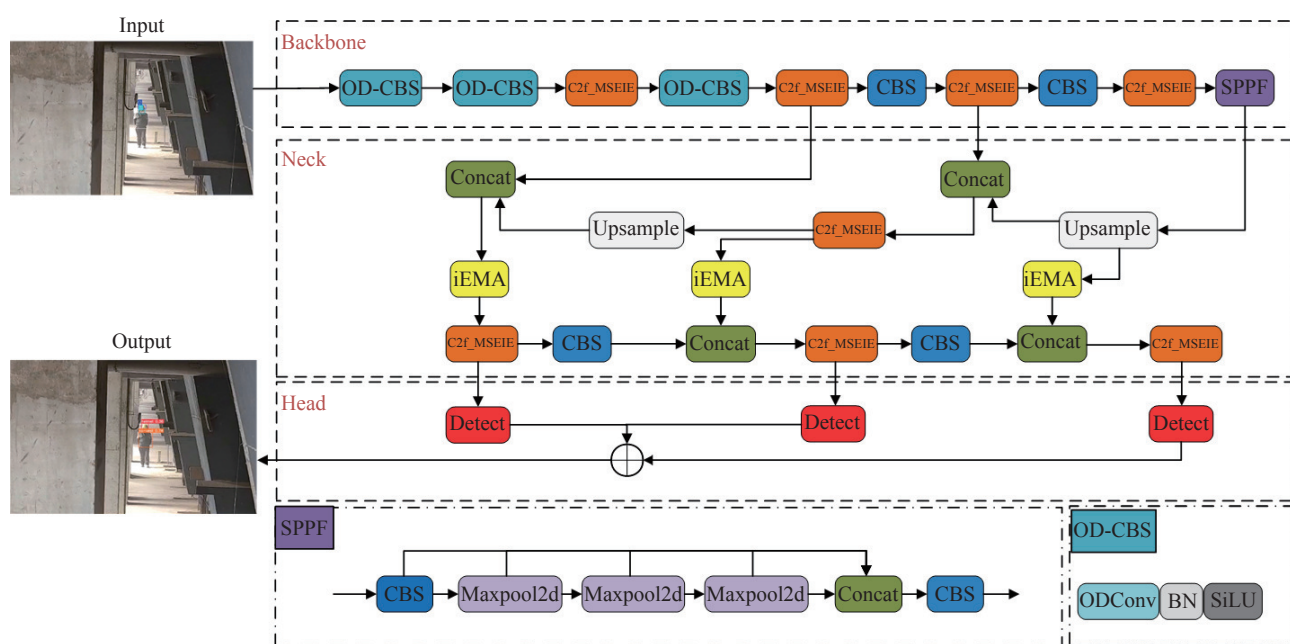 Input
Backbone
OD-CBS OD-CBS C2f_MSEIE OD-CBS C2f_MSEIE CBS C2f_MSEIE CBS C2f_MSEIE SPPF
Neck
Concat Concat
Upsample C2f_MSEIE Upsample
iEMA iEMA iEMA
Output
C2f_MSEIE CBS Concat C2f_MSEIE CBS Concat C2f_MSEIE
Head
Detect Detect Detect
SPPF OD-CBS
CBS Maxpool2d Maxpool2d Maxpool2d Concat CBS
ODConv BN SiLU